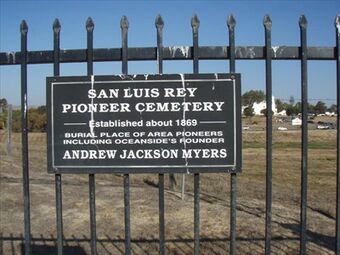 SAN LUIS REY
PIONEER CEMETERY
Established about 1869
BURIAL PLACE OF AREA PIONEERS
INCLUDING OCEANSIDE'S FOUNDER
ANDREW JACKSON MYERS